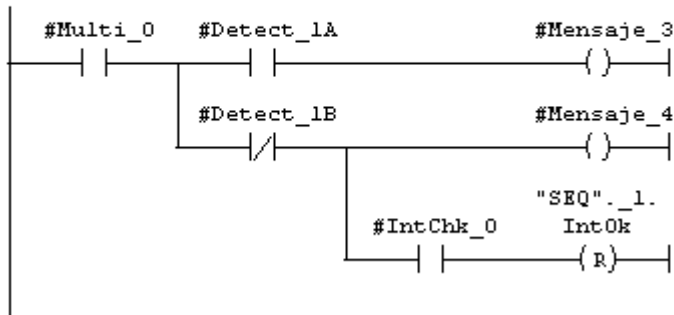 #Multi_0 #Detect_1A #Mensaje_3
#Detect_1B #Mensaje_4
"SEQ"._1.
#IntChk_0 IntOk
R